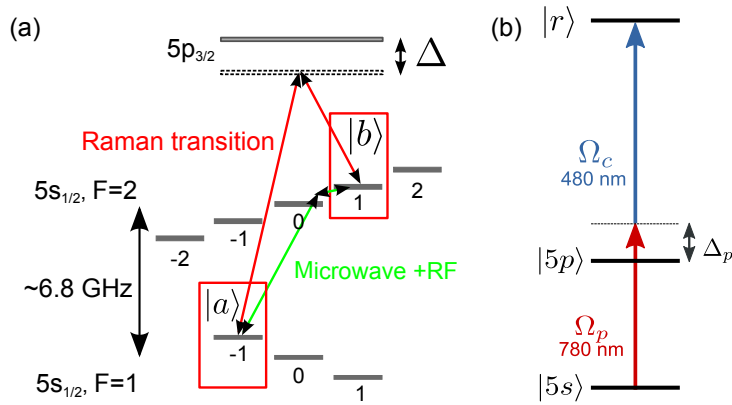 (a)
5p3/2
Δ
Raman transition
|b⟩
5s1/2, F=2
-2
-1
0
1
2
~6.8 GHz
Microwave +RF
|a⟩
5s1/2, F=1
-1
0
1
(b)
|r⟩
Ωc
480 nm
Δp
|5p⟩
Ωp
780 nm
|5s⟩